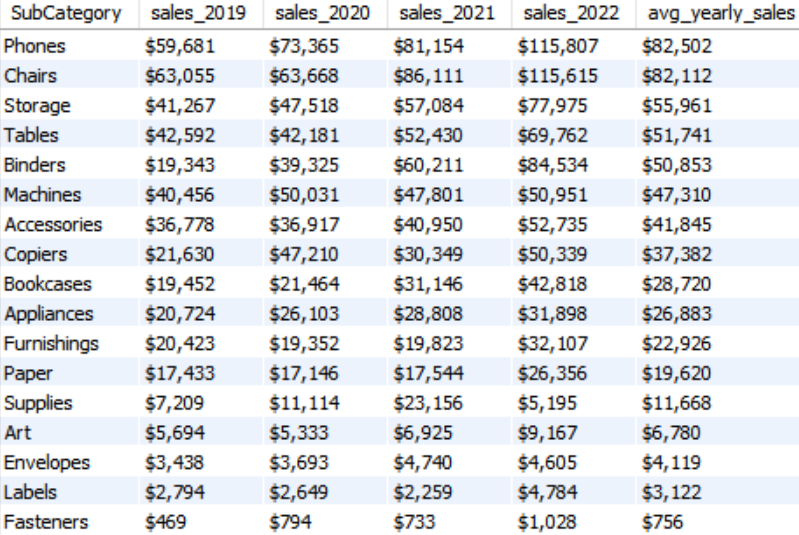 SubCategory sales_2019 sales_2020 sales_2021 sales_2022 avg_yearly_sales
Phones $59,681 $73,365 $81,154 $115,807 $82,502
Chairs $63,055 $63,668 $86,111 $115,615 $82,112
Storage $41,267 $47,518 $57,084 $77,975 $55,961
Tables $42,592 $42,181 $52,430 $69,762 $51,741
Binders $19,343 $39,325 $60,211 $84,534 $50,853
Machines $40,456 $50,031 $47,801 $50,951 $47,310
Accessories $36,778 $36,917 $40,950 $52,735 $41,845
Copiers $21,630 $47,210 $30,349 $50,339 $37,382
Bookcases $19,452 $21,464 $31,146 $42,818 $28,720
Appliances $20,724 $26,103 $28,808 $31,898 $26,883
Furnishings $20,423 $19,352 $19,823 $32,107 $22,926
Paper $17,433 $17,146 $17,544 $26,356 $19,620
Supplies $7,209 $11,114 $23,156 $5,195 $11,668
Art $5,694 $5,333 $6,925 $9,167 $6,780
Envelopes $3,438 $3,693 $4,740 $4,605 $4,119
Labels $2,794 $2,649 $2,259 $4,784 $3,122
Fasteners $469 $794 $733 $1,028 $756